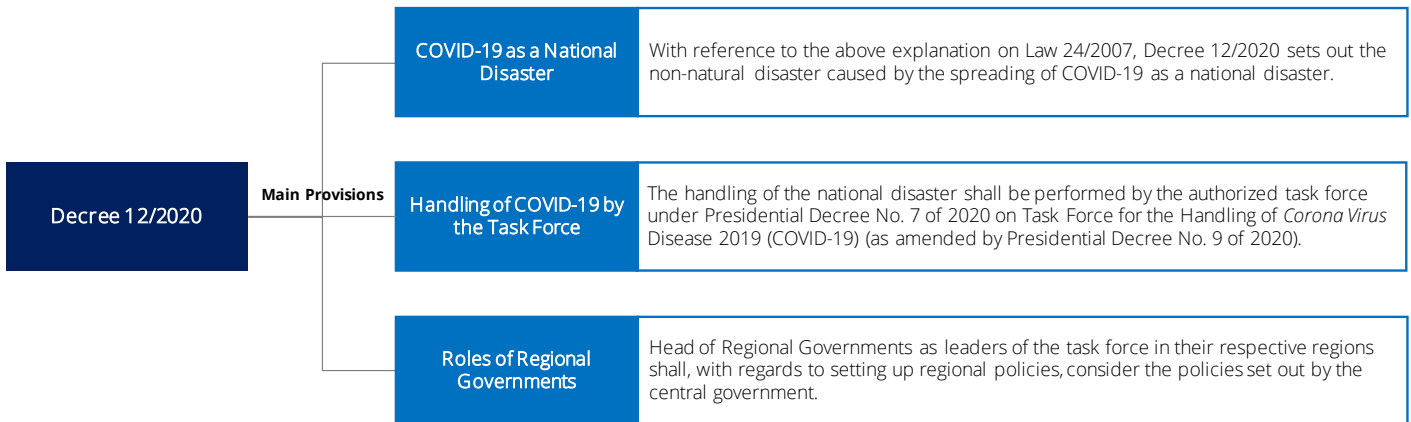 Decree 12/2020
Main Provisions
COVID-19 as a National
Disaster
With reference to the above explanation on Law 24/2007, Decree 12/2020 sets out the
non-natural disaster caused by the spreading of COVID-19 as a national disaster.
Handling of COVID-19 by
the Task Force
The handling of the national disaster shall be performed by the authorized task force
under Presidential Decree No. 7 of 2020 on Task Force for the Handling of Corona Virus
Disease 2019 (COVID-19) (as amended by Presidential Decree No. 9 of 2020).
Roles of Regional
Governments
Head of Regional Governments as leaders of the task force in their respective regions
shall, with regards to setting up regional policies, consider the policies set out by the
central government.